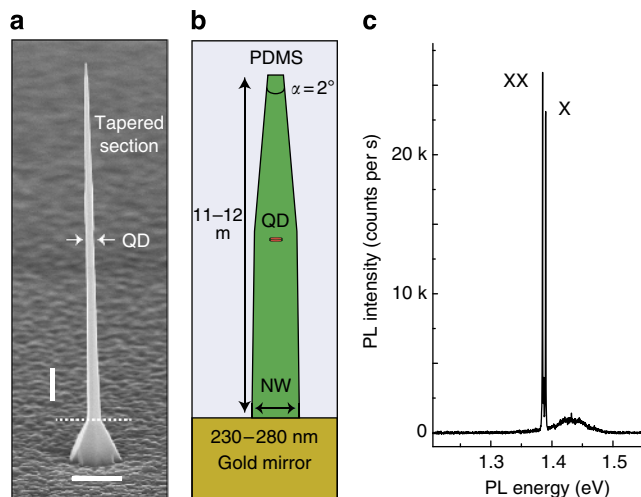 a
Tapered
section
QD
b
PDMS
α = 2°
11–12
m
QD
NW
230–280 nm
Gold mirror
c
XX
X
PL intensity (counts per s)
20 k
10 k
0
1.3
1.4
1.5
PL energy (eV)